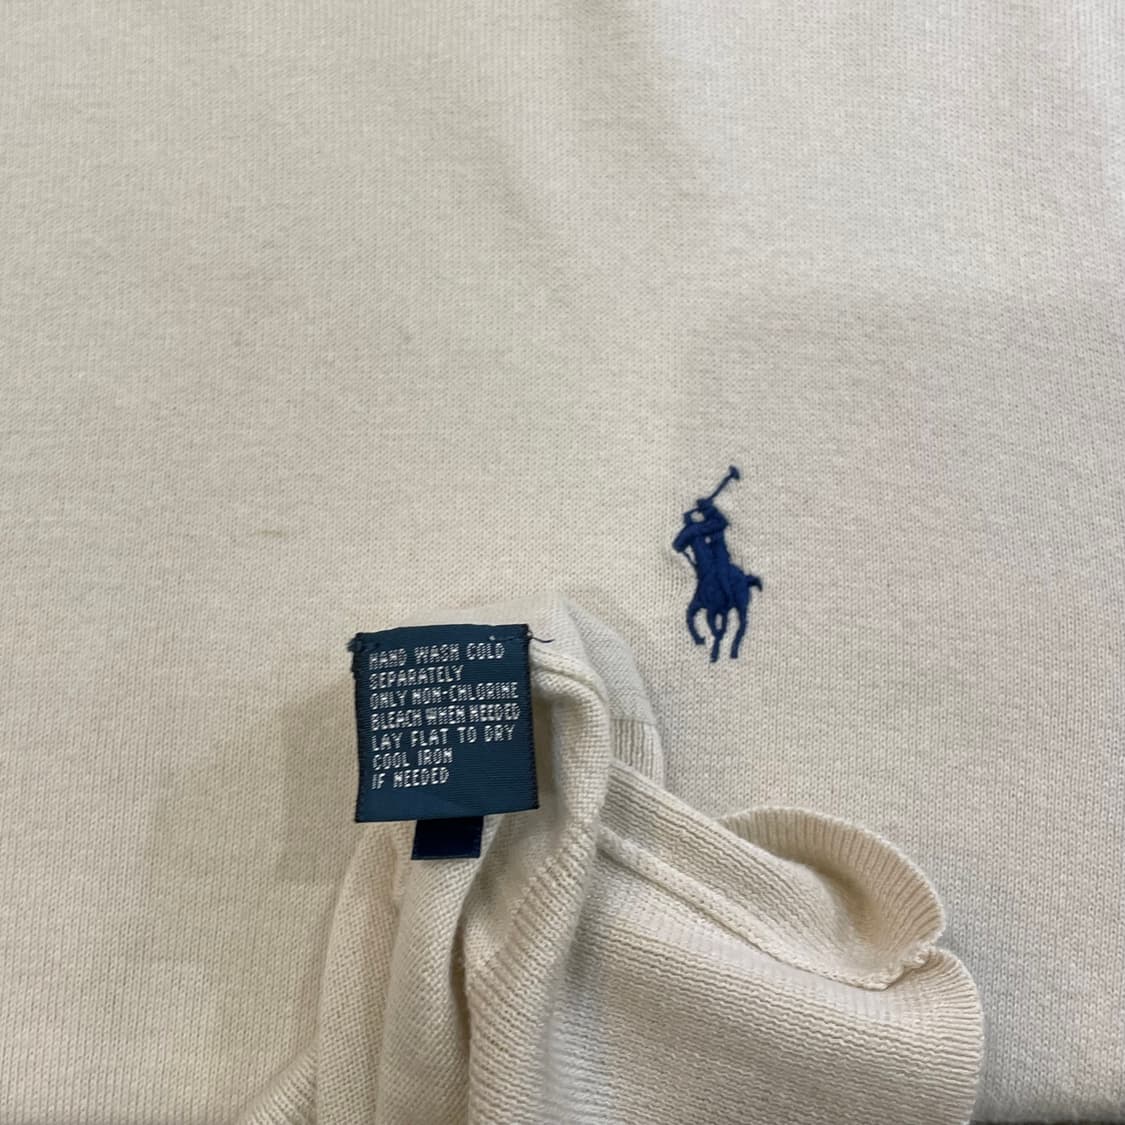 HAND WASH COLD
SEPARATELY
ONLY NON-CHLORINE
BLEACH WHEN NEEDED
LAY FLAT TO DRY
COOL IRON
IF NEEDED